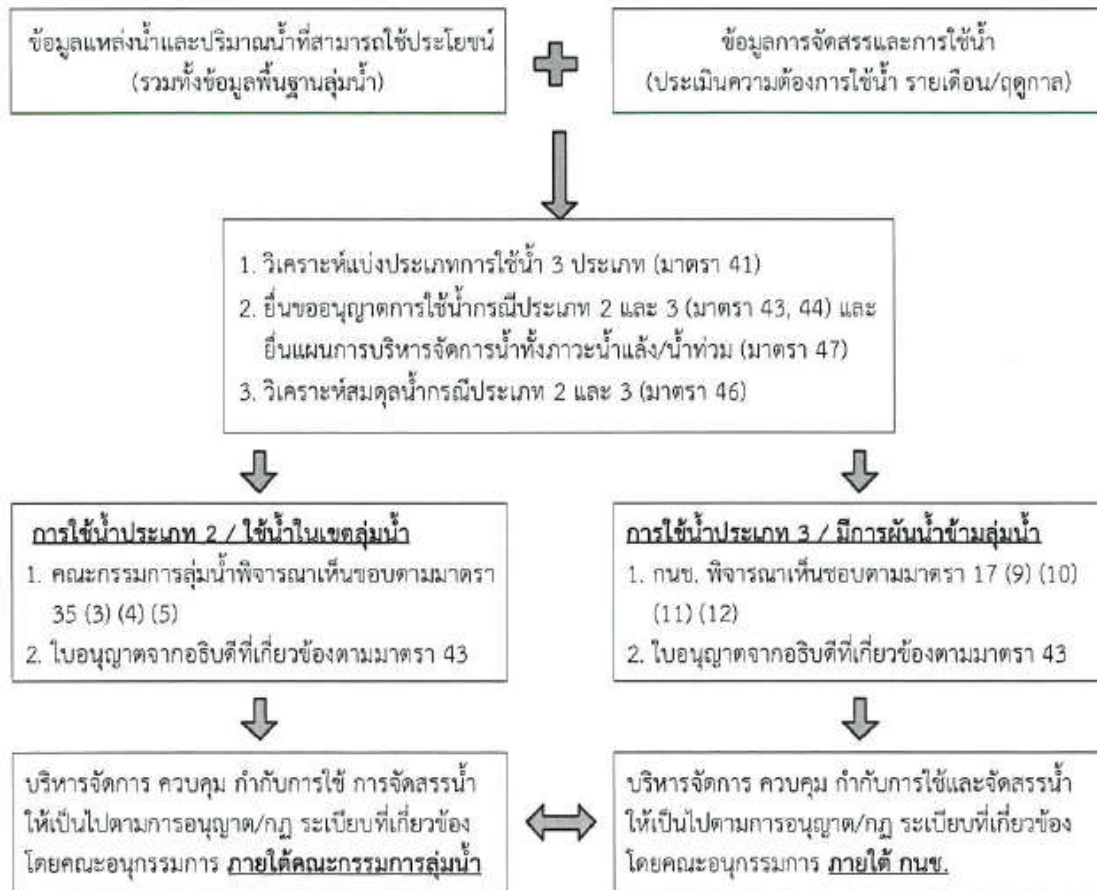 ข้อมูลแหล่งน้ำและปริมาณน้ำที่สามารถใช้ประโยชน์
(รวมทั้งข้อมูลพื้นฐานลุ่มน้ำ)
ข้อมูลการจัดสรรและการใช้น้ำ
(ประเมินความต้องการใช้น้ำ รายเดือน/ฤดูกาล)
1. วิเคราะห์แบ่งประเภทการใช้น้ำ 3 ประเภท (มาตรา 41)
2. ยื่นขออนุญาตการใช้น้ำกรณีประเภท 2 และ 3 (มาตรา 43, 44) และ
ยื่นแผนการบริหารจัดการน้ำทั้งภาวะน้ำแล้ง/น้ำท่วม (มาตรา 47)
3. วิเคราะห์สมดุลน้ำกรณีประเภท 2 และ 3 (มาตรา 46)
การใช้น้ำประเภท 2 / ใช้น้ำในเขตลุ่มน้ำ
1. คณะกรรมการลุ่มน้ำพิจารณาเห็นชอบตามมาตรา
35 (3) (4) (5)
2. ใบอนุญาตจากอธิบดีที่เกี่ยวข้องตามมาตรา 43
การใช้น้ำประเภท 3 / มีการผันน้ำข้ามลุ่มน้ำ
1. กนช. พิจารณาเห็นชอบตามมาตรา 17 (9) (10)
(11) (12)
2. ใบอนุญาตจากอธิบดีที่เกี่ยวข้องตามมาตรา 43
บริหารจัดการ ควบคุม กำกับการใช้ การจัดสรรน้ำ
ให้เป็นไปตามการอนุญาต/กฎ ระเบียบที่เกี่ยวข้อง
โดยคณะอนุกรรมการ ภายใต้คณะกรรมการลุ่มน้ำ
บริหารจัดการ ควบคุม กำกับการใช้และจัดสรรน้ำ
ให้เป็นไปตามการอนุญาต/กฎ ระเบียบที่เกี่ยวข้อง
โดยคณะอนุกรรมการ ภายใต้ กนช.